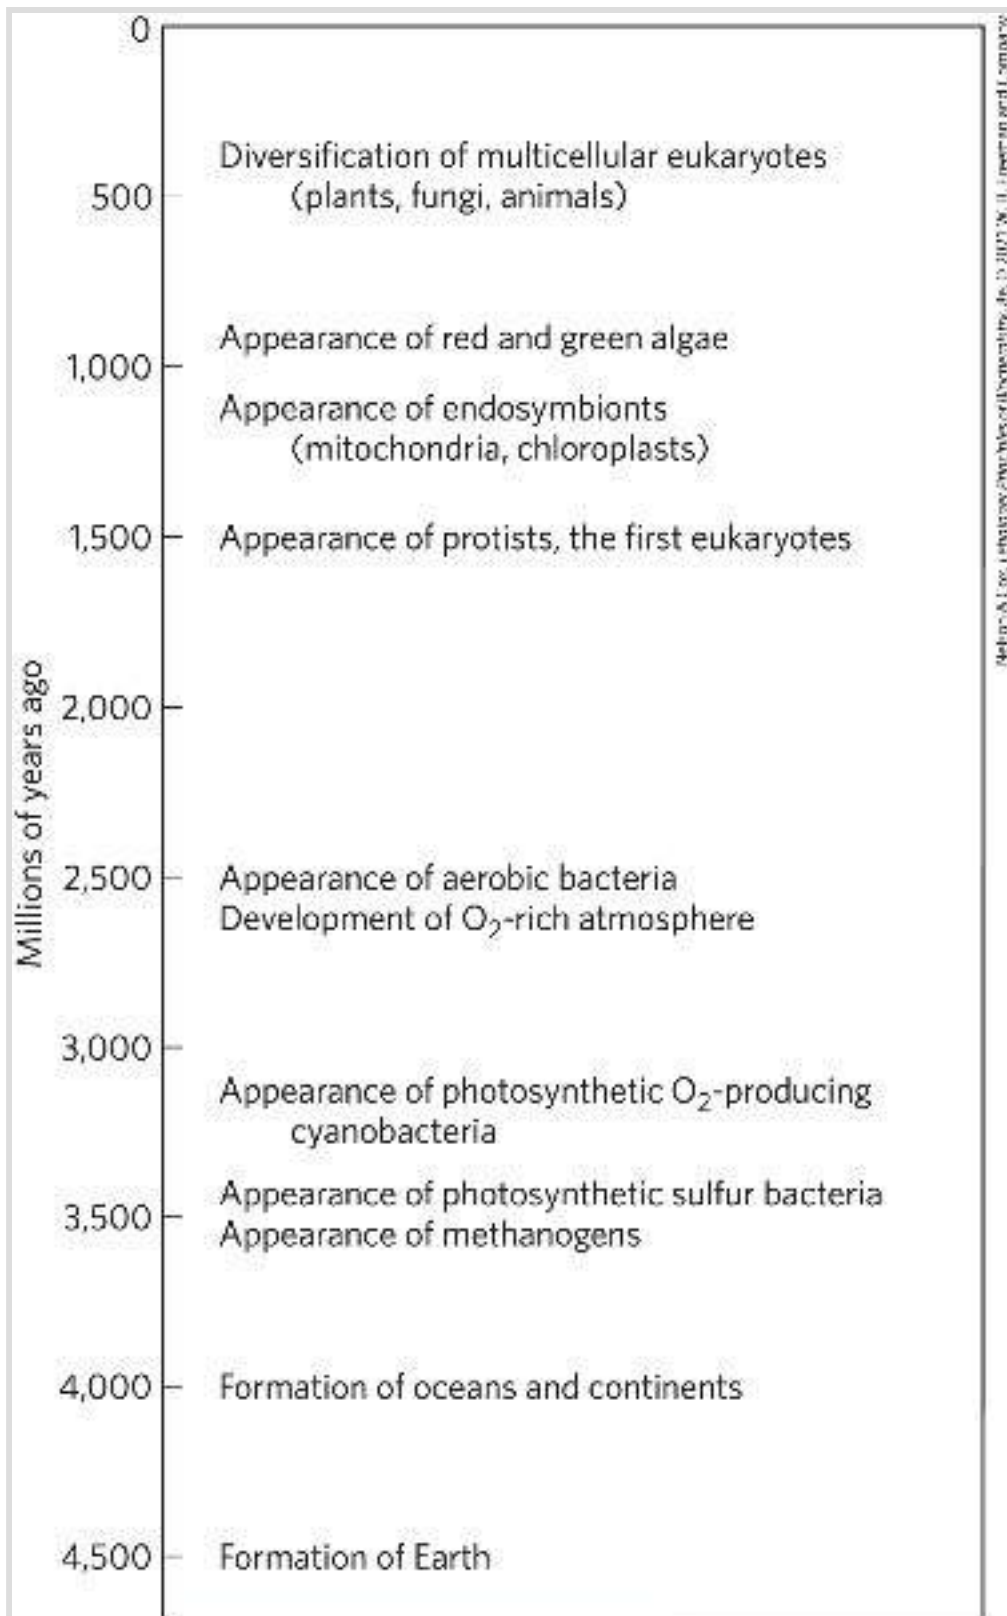 0
Diversification of multicellular eukaryotes
500
(plants, fungi, animals)
Appearance of red and green algae
1,000
Appearance of endosymbionts
(mitochondria, chloroplasts)
1,500
Appearance of protists, the first eukaryotes
Millions of years ago
2,000
2,500
Appearance of aerobic bacteria
Development of O₂-rich atmosphere
3,000
Appearance of photosynthetic O₂-producing
cyanobacteria
Appearance of photosynthetic sulfur bacteria
3,500
Appearance of methanogens
4,000
Formation of oceans and continents
4,500
Formation of Earth